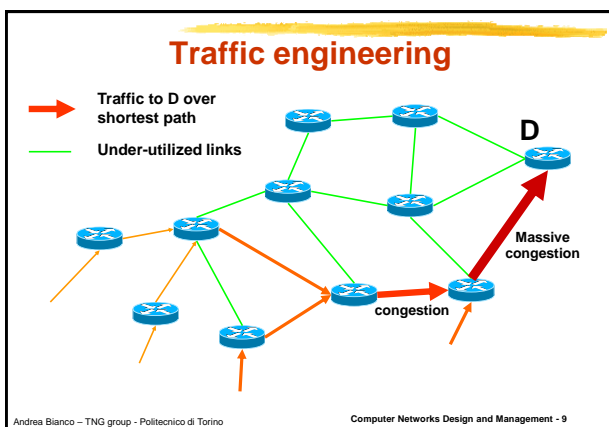 Traffic engineering
Traffic to D over
shortest path
Under-utilized links
D
Massive
congestion
congestion
Andrea Bianco – TNG group - Politecnico di Torino
Computer Networks Design and Management - 9